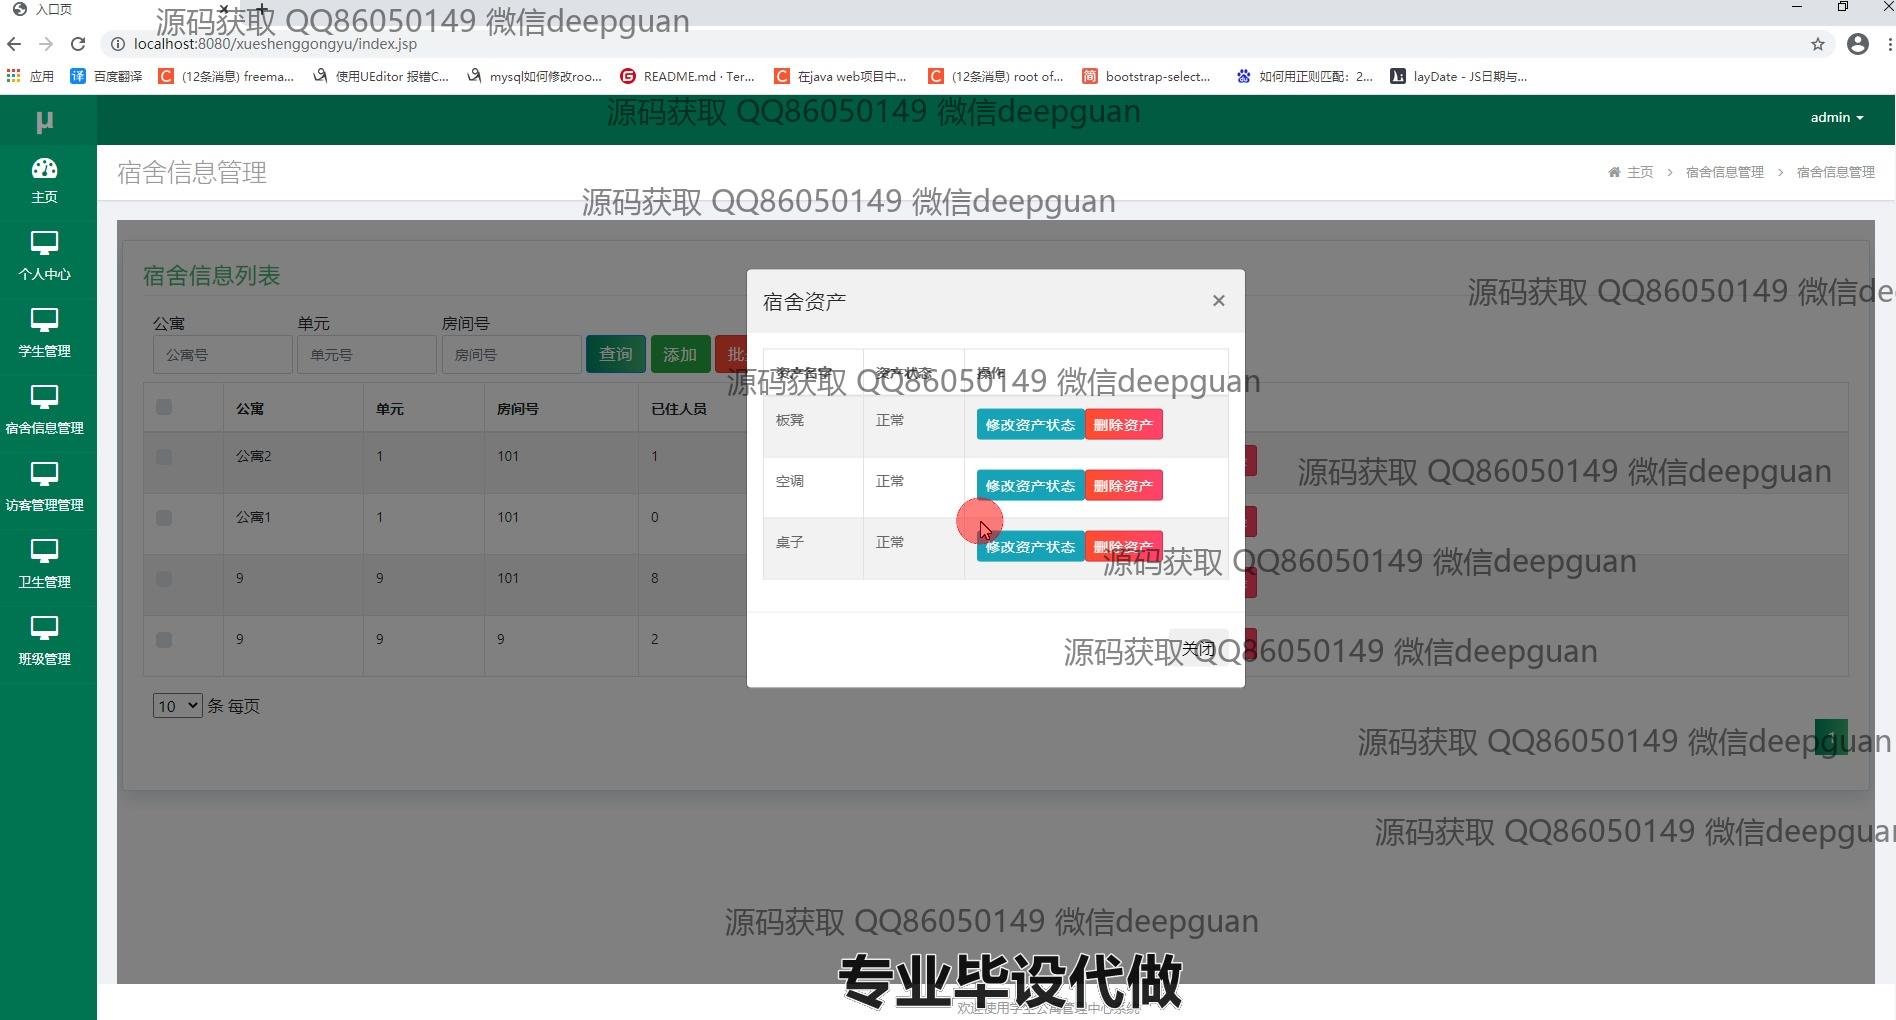 入口页
源码获取 QQ86050149 微信deepguan
localhost:8080/xueshenggongyu/index.jsp
应用 百度翻译 (12条消息) freema... 使用UEditor 报错C... mysql如何修改roo... README.md · Ter... 在java web项目中... (12条消息) root of... bootstrap-select... 如何用正则匹配：2... layDate - JS日期与...
源码获取 QQ86050149 微信deepguan
μ
admin
宿舍信息管理
主页 > 宿舍信息管理 > 宿舍信息管理
源码获取 QQ86050149 微信deepguan
主页
个人中心
学生管理
宿舍信息管理
访客管理管理
卫生管理
班级管理
宿舍信息列表
源码获取 QQ86050149 微信de
公寓 单元 房间号
公寓号 单元号 房间号 查询 添加 批
公寓 单元 房间号 已住人员
公寓2 1 101 1
公寓1 1 101 0
9 9 101 8
9 9 9 2
10 条 每页
宿舍资产 ×
资产名字 资产状态 操作
源码获取 QQ86050149 微信deepguan
板凳 正常 修改资产状态 删除资产
空调 正常 修改资产状态 删除资产
源码获取 QQ86050149 微信deepguan
桌子 正常 修改资产状态 删除资产
源码获取 QQ86050149 微信deepguan
关闭
源码获取 QQ86050149 微信deepguan
1
源码获取 QQ86050149 微信deepguan
源码获取 QQ86050149 微信deepguan
源码获取 QQ86050149 微信deepguan
专业毕设代做
欢迎使用学生公寓管理中心系统